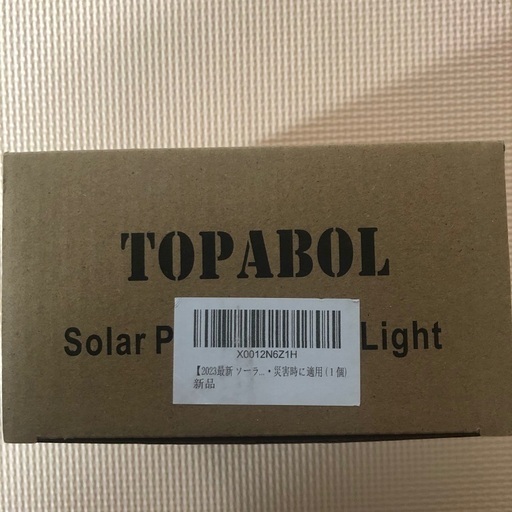 TOPABOL
Solar P Light
X0012N6Z1H
【2023最新 ソーラ...・災害時に適用 (1個)
新品